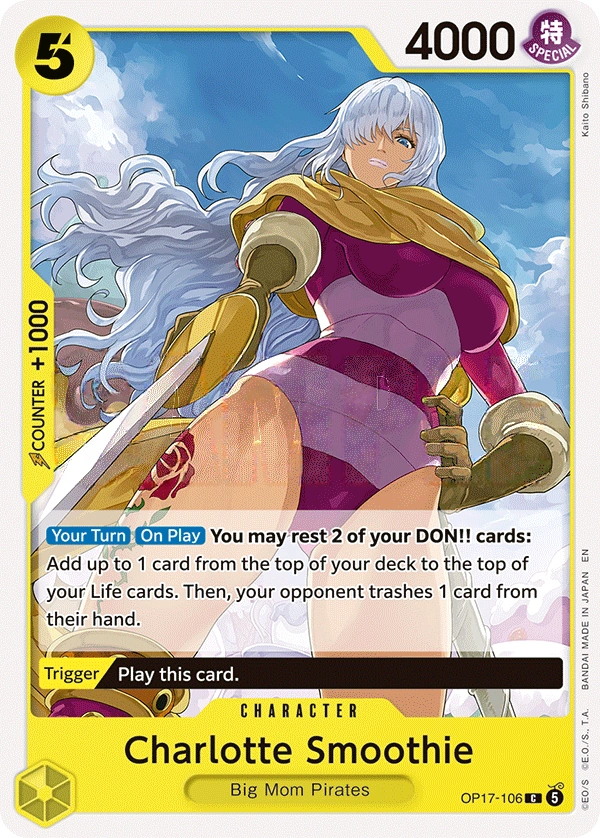 5
4000
特
SPECIAL
Kaito Shibano
COUNTER +1000
Your Turn On Play You may rest 2 of your DON!! cards:
Add up to 1 card from the top of your deck to the top of
your Life cards. Then, your opponent trashes 1 card from
their hand.
Trigger Play this card.
CHARACTER
Charlotte Smoothie
Big Mom Pirates
OP17-106 C 5
©EO/S ©E.O./S., T.A. BANDAI MADE IN JAPAN EN